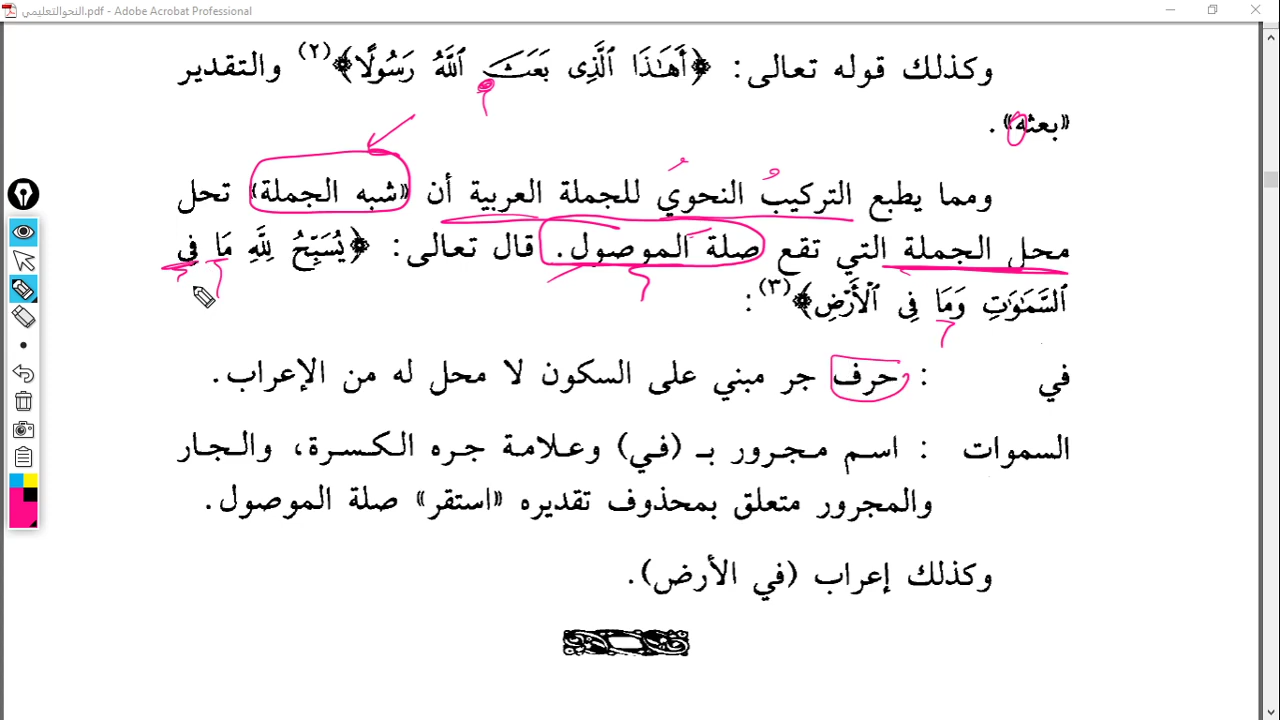 النحوالتعليمي.pdf - Adobe Acrobat Professional
وكذلك قوله تعالى: ﴿أَهَٰذَا ٱلَّذِى بَعَثَ ٱللَّهُ رَسُولًا﴾(٢) والتقدير
«بعثه».
ومما يطبع التركيبُ النحويُ للجملة العربية أن «شبه الجملة» تحل
محل الجملة التي تقع صلة الموصول. قال تعالى: ﴿يُسَبِّحُ لِلَّهِ مَا فِي
ٱلسَّمَٰوَٰتِ وَمَا فِى ٱلْأَرْضِ﴾(٣):
في : حرف جر مبني على السكون لا محل له من الإعراب.
السموات : اسم مجرور بـ (في) وعلامة جره الكسرة، والجار
والمجرور متعلق بمحذوف تقديره «استقر» صلة الموصول.
وكذلك إعراب (في الأرض).